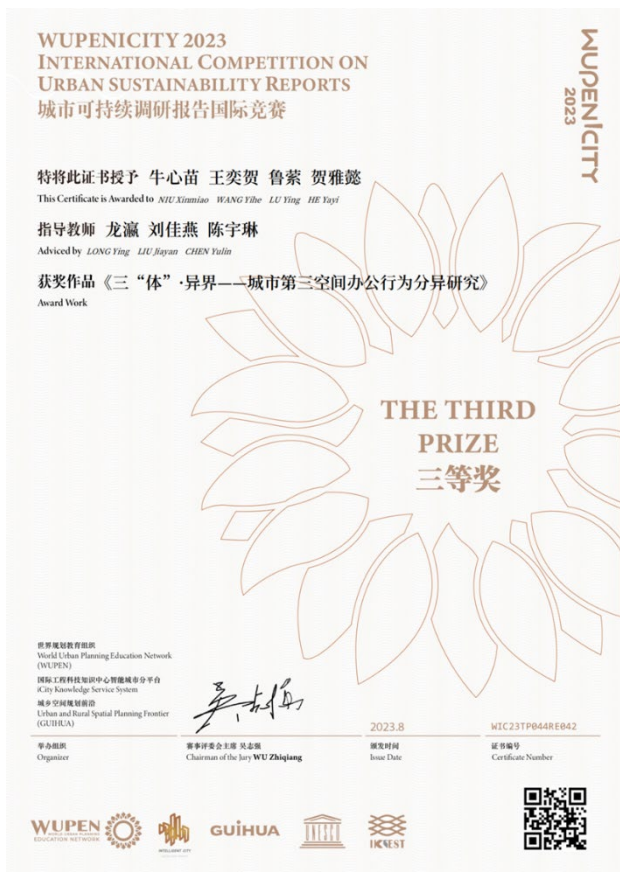 WUPENICITY 2023
INTERNATIONAL COMPETITION ON
URBAN SUSTAINABILITY REPORTS
城市可持续调研报告国际竞赛
WUPENICITY
2023
特将此证书授予 牛心苗 王奕贺 鲁萦 贺雅懿
This Certificate is Awarded to NIU Xinmiao WANG Yihe LU Ying HE Yayi
指导教师 龙瀛 刘佳燕 陈宇琳
Adviced by LONG Ying LIU Jiayan CHEN Yulin
获奖作品《三“体”·异界——城市第三空间办公行为分异研究》
Award Work
THE THIRD
PRIZE
三等奖
世界规划教育组织
World Urban Planning Education Network
(WUPEN)
国际工程科技知识中心智能城市分平台
iCity Knowledge Service System
城乡空间规划前沿
Urban and Rural Spatial Planning Frontier
(GUIHUA)
2023.8
WIC23TP044RE042
举办组织
Organizer
赛事评委会主席 吴志强
Chairman of the Jury WU Zhiqiang
颁发时间
Issue Date
证书编号
Certificate Number
WUPEN
WORLD URBAN PLANNING
EDUCATION NETWORK
INTELLIGENT CITY
GUIHUA
UNESCO
IKCEST